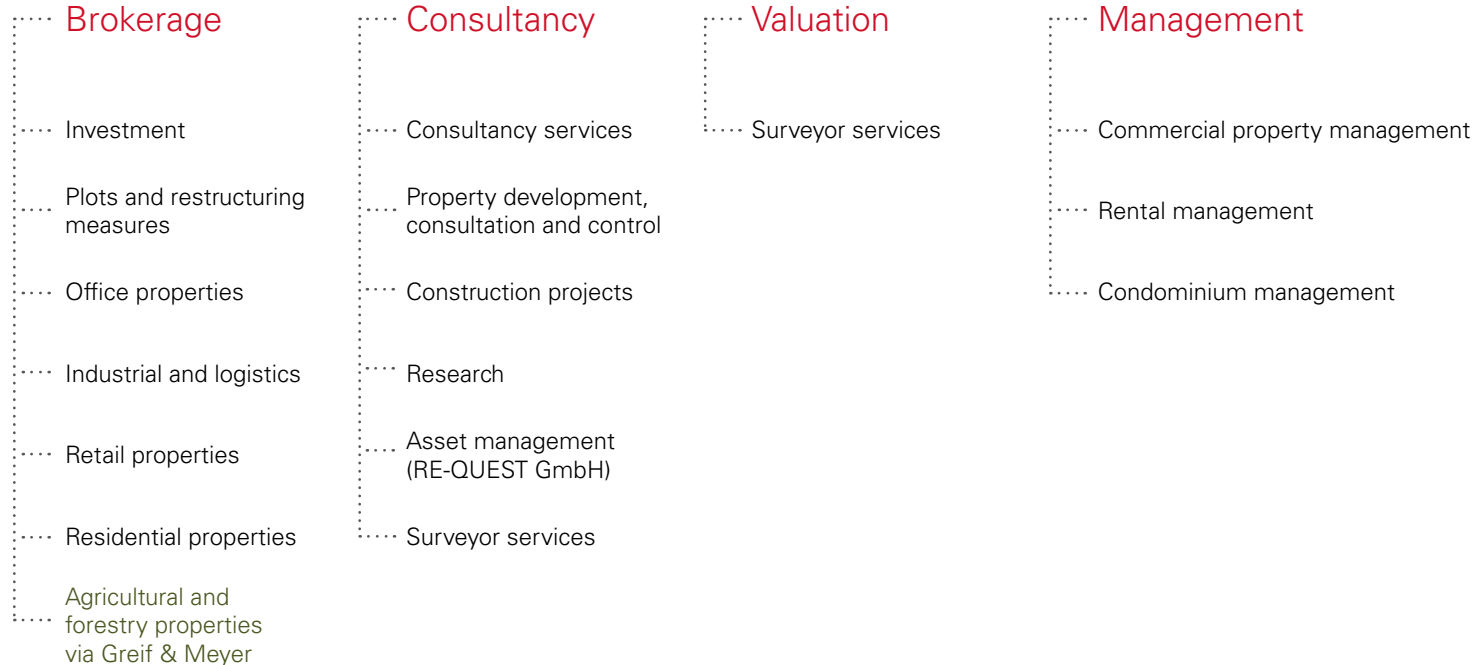 Brokerage
Investment
Plots and restructuring
measures
Office properties
Industrial and logistics
Retail properties
Residential properties
Agricultural and
forestry properties
via Greif & Meyer
Consultancy
Consultancy services
Property development,
consultation and control
Construction projects
Research
Asset management
(RE-QUEST GmbH)
Surveyor services
Valuation
Surveyor services
Management
Commercial property management
Rental management
Condominium management